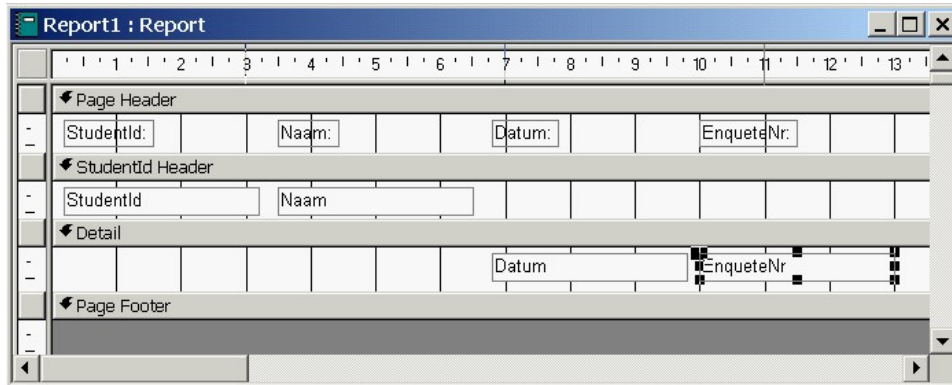 Report1 : Report
1 2 3 4 5 6 7 8 9 10 11 12 13
Page Header
StudentId: Naam: Datum: EnqueteNr:
StudentId Header
StudentId Naam
Detail
Datum EnqueteNr
Page Footer